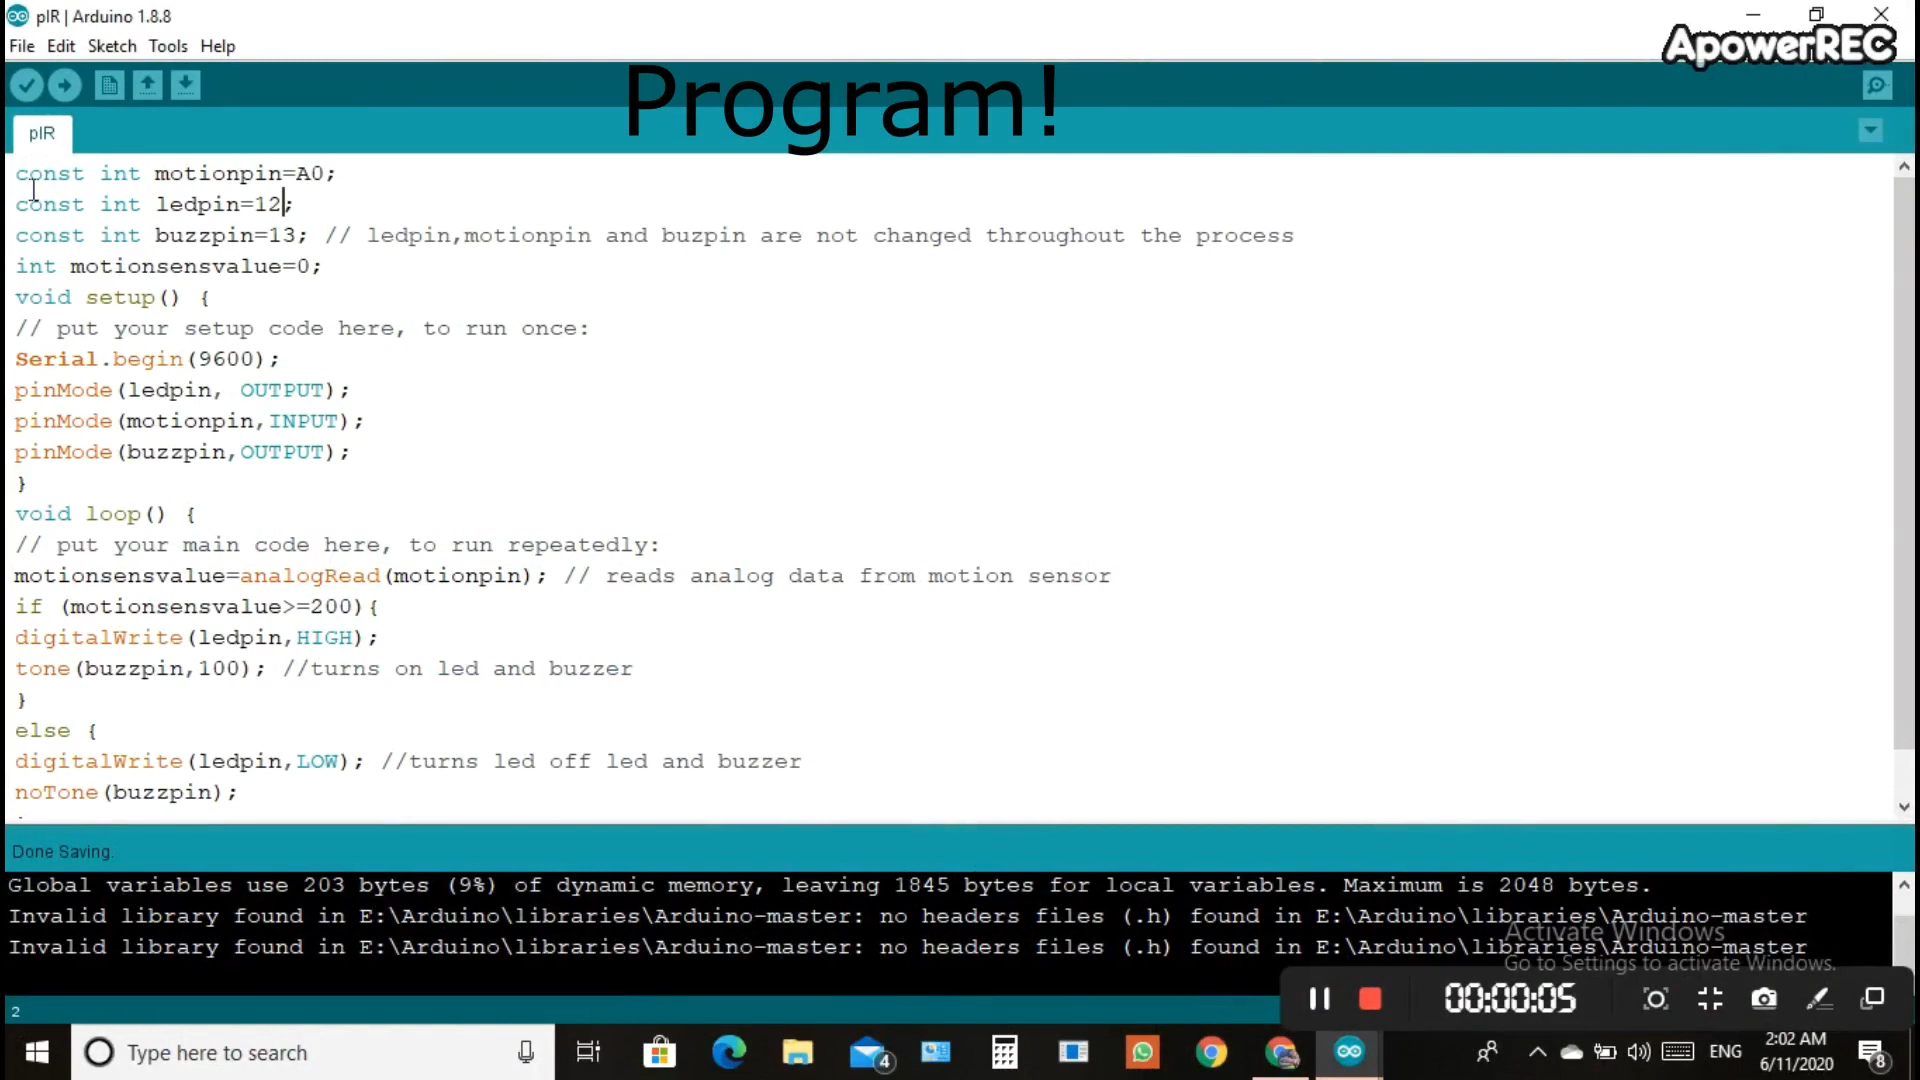 pIR | Arduino 1.8.8
File Edit Sketch Tools Help
ApowerREC
Program!
pIR
const int motionpin=A0;
const int ledpin=12;
const int buzzpin=13; // ledpin,motionpin and buzpin are not changed throughout the process
int motionsensvalue=0;
void setup() {
// put your setup code here, to run once:
Serial.begin(9600);
pinMode(ledpin, OUTPUT);
pinMode(motionpin,INPUT);
pinMode(buzzpin,OUTPUT);
}
void loop() {
// put your main code here, to run repeatedly:
motionsensvalue=analogRead(motionpin); // reads analog data from motion sensor
if (motionsensvalue>=200){
digitalWrite(ledpin,HIGH);
tone(buzzpin,100); //turns on led and buzzer
}
else {
digitalWrite(ledpin,LOW); //turns led off led and buzzer
noTone(buzzpin);
Done Saving.
Global variables use 203 bytes (9%) of dynamic memory, leaving 1845 bytes for local variables. Maximum is 2048 bytes.
Invalid library found in E:\Arduino\libraries\Arduino-master: no headers files (.h) found in E:\Arduino\libraries\Arduino-master
Invalid library found in E:\Arduino\libraries\Arduino-master: no headers files (.h) found in E:\Arduino\libraries\Arduino-master
Activate Windows
Go to Settings to activate Windows.
00:00:05
2
Type here to search
4
ENG
2:02 AM
6/11/2020
8